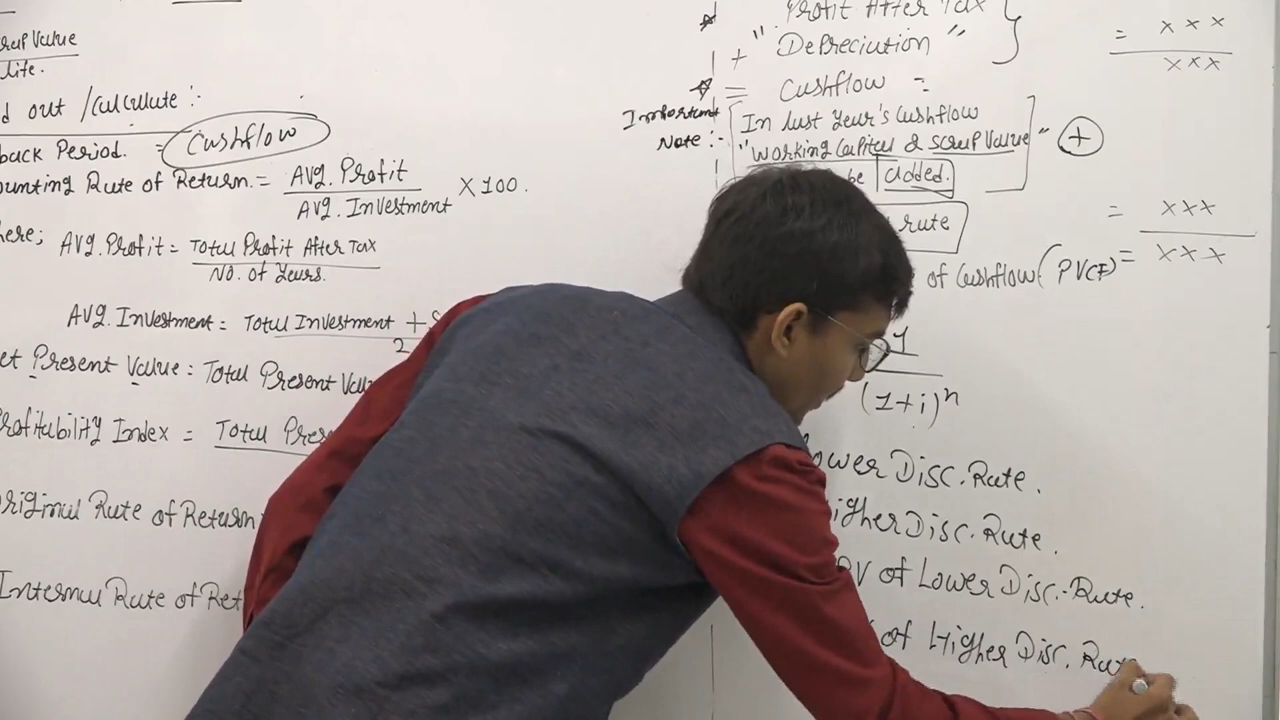 Value
life.
d out / Calculate :-
back Period. = Cashflow
ounting Rate of Return. = Avg. Profit / Avg. Investment X 100.
here; Avg. Profit = Total Profit After Tax / No. of Years.
Avg. Investment = Total Investment + / 2
et Present Value : Total Present Val
rofitability Index = Total Pres
riginal Rate of Return
Internal Rate of Ret
Profit After Tax
+ " Depreciation "
= Cashflow =
Important Note :-
In last Year's Cashflow
"Working Capital & scrap Value" +
be added.
rate
of Cashflow (PVCF) =
1
(1+i)^n
ower Disc. Rate.
igher Disc. Rate.
PV of Lower Disc. Rate.
of Higher Disc. Rate
= x x x
x x x
= x x x
x x x